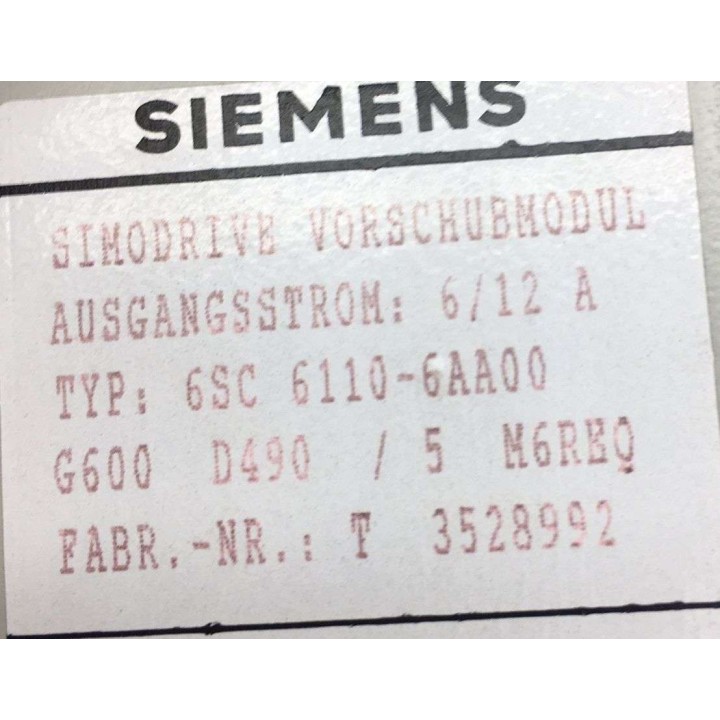 SIEMENS
SIMODRIVE VORSCHUBMODUL
AUSGANGSSTROM: 6/12 A
TYP: 6SC 6110-6AA00
G600 D490 / 5 M6REQ
FABR.-NR.: T 3528992